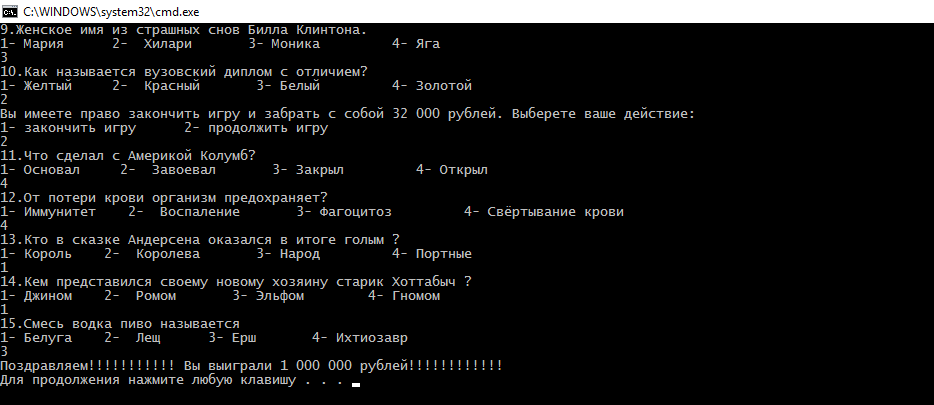 C:\WINDOWS\system32\cmd.exe
9.Женское имя из страшных снов Билла Клинтона.
1- Мария 2- Хилари 3- Моника 4- Яга
3
10.Как называется вузовский диплом с отличием?
1- Желтый 2- Красный 3- Белый 4- Золотой
2
Вы имеете право закончить игру и забрать с собой 32 000 рублей. Выберете ваше действие:
1- закончить игру 2- продолжить игру
2
11.Что сделал с Америкой Колумб?
1- Основал 2- Завоевал 3- Закрыл 4- Открыл
4
12.От потери крови организм предохраняет?
1- Иммунитет 2- Воспаление 3- Фагоцитоз 4- Свёртывание крови
4
13.Кто в сказке Андерсена оказался в итоге голым ?
1- Король 2- Королева 3- Народ 4- Портные
1
14.Кем представился своему новому хозяину старик Хоттабыч ?
1- Джином 2- Ромом 3- Эльфом 4- Гномом
1
15.Смесь водка пиво называется
1- Белуга 2- Лещ 3- Ерш 4- Ихтиозавр
3
Поздравляем!!!!!!!!!!! Вы выиграли 1 000 000 рублей!!!!!!!!!!!!
Для продолжения нажмите любую клавишу . . .